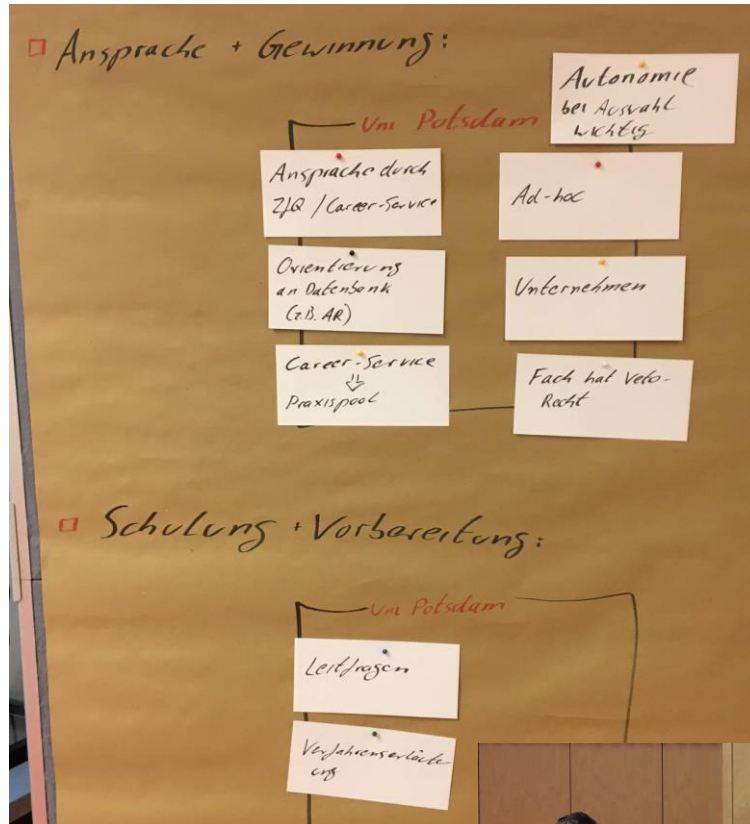 Ansprache + Gewinnung:
Uni Potsdam
Autonomie
bei Auswahl
wichtig
Ansprache durch
ZfQ / Career-Service
Orientierung
an Datenbank
(z.B. AR)
Career-Service
⇓
Praxispool
Ad-hoc
Unternehmen
Fach hat Veto-
Recht
Schulung + Vorbereitung:
Uni Potsdam
Leitfragen
Verfahrenserläuter-
ung